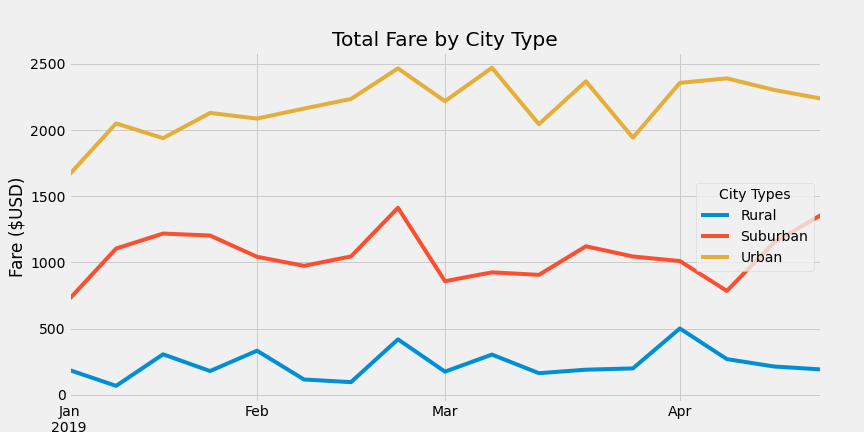 Total Fare by City Type
Fare ($USD)
2500
2000
1500
1000
500
0
City Types
Rural
Suburban
Urban
Jan Feb Mar Apr
2019